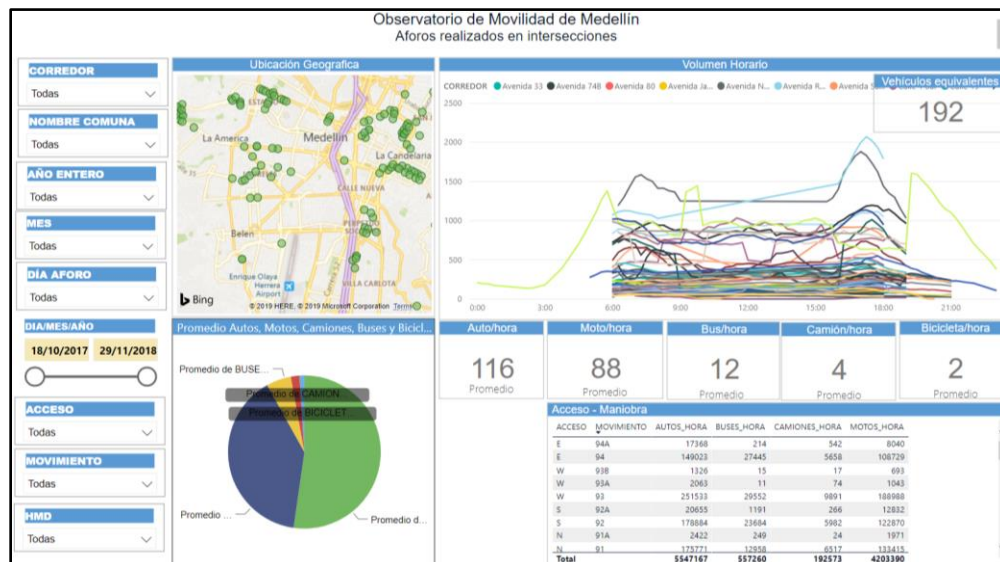 Observatorio de Movilidad de Medellín
Aforos realizados en intersecciones
CORREDOR
Todas
NOMBRE COMUNA
Todas
AÑO ENTERO
Todas
MES
Todas
DÍA AFORO
Todas
DIA/MES/AÑO
18/10/2017 29/11/2018
ACCESO
Todas
MOVIMIENTO
Todas
HMD
Todas
Ubicación Geografica
La America
Medellín
La Candelaria
CALLE NUEVA
Belen
Enrique Olaya
Herrera
Airport
VILLA CARLOTA
Bing
© 2019 HERE, © 2019 Microsoft Corporation Terms
Volumen Horario
CORREDOR Avenida 33 Avenida 74B Avenida 80 Avenida Ja... Avenida N... Avenida R...
Vehículos equivalentes
192
2500
2000
1500
1000
500
0
0:00 3:00 6:00 9:00 12:00 15:00 18:00 21:00
Promedio Autos, Motos, Camiones, Buses y Bicicl...
Promedio de BUSE...
Promedio de CAMION...
Promedio de BICICLET...
Promedio ...
Promedio d...
Auto/hora
116
Promedio
Moto/hora
88
Promedio
Bus/hora
12
Promedio
Camión/hora
4
Promedio
Bicicleta/hora
2
Promedio
Acceso - Maniobra
ACCESO MOVIMIENTO AUTOS_HORA BUSES_HORA CAMIONES_HORA MOTOS_HORA
E 94A 17368 214 542 8040
E 94 149023 27445 5658 108729
W 93B 1326 15 17 693
W 93A 2063 11 74 1043
W 93 251533 29552 9891 188988
S 92A 20655 1191 266 12832
S 92 178884 23684 5982 122870
N 91A 2422 249 24 1971
N 91 175771 12958 6517 133415
Total 5547167 557260 192573 4203390